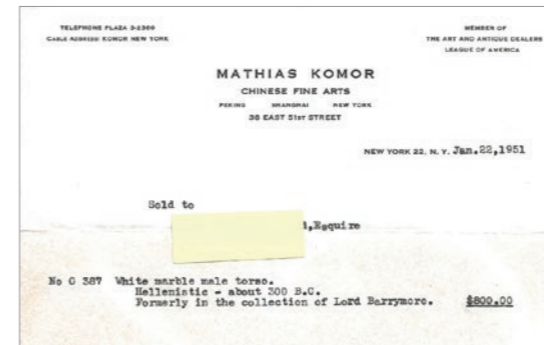 TELEPHONE PLAZA 3-2300
CABLE ADDRESS: KOMOR NEW YORK
MEMBER OF
THE ART AND ANTIQUE DEALERS
LEAGUE OF AMERICA
MATHIAS KOMOR
CHINESE FINE ARTS
PEKING SHANGHAI NEW YORK
38 EAST 51ST STREET
NEW YORK 22, N. Y. Jan.22,1951
Sold to
,Esquire
No C 387 White marble male torso.
Hellenistic - about 300 B.C.
Formerly in the collection of Lord Barrymore. $800.00